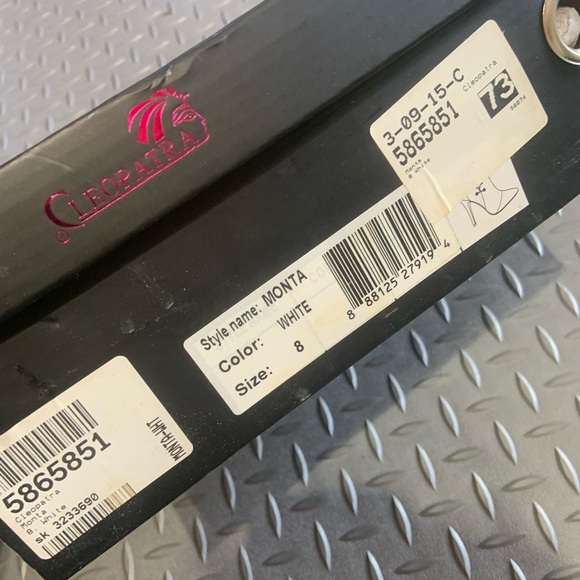 © CLEOPATRA
3-09-15-C
5865851
Monta
8 White
Cleopatra
73
Style name: MONTA
Color: WHITE
Size: 8
8 88125 27919 4
MONTA-WHT
5865851
Cleopatra
Monta
8, White
sk 3233690